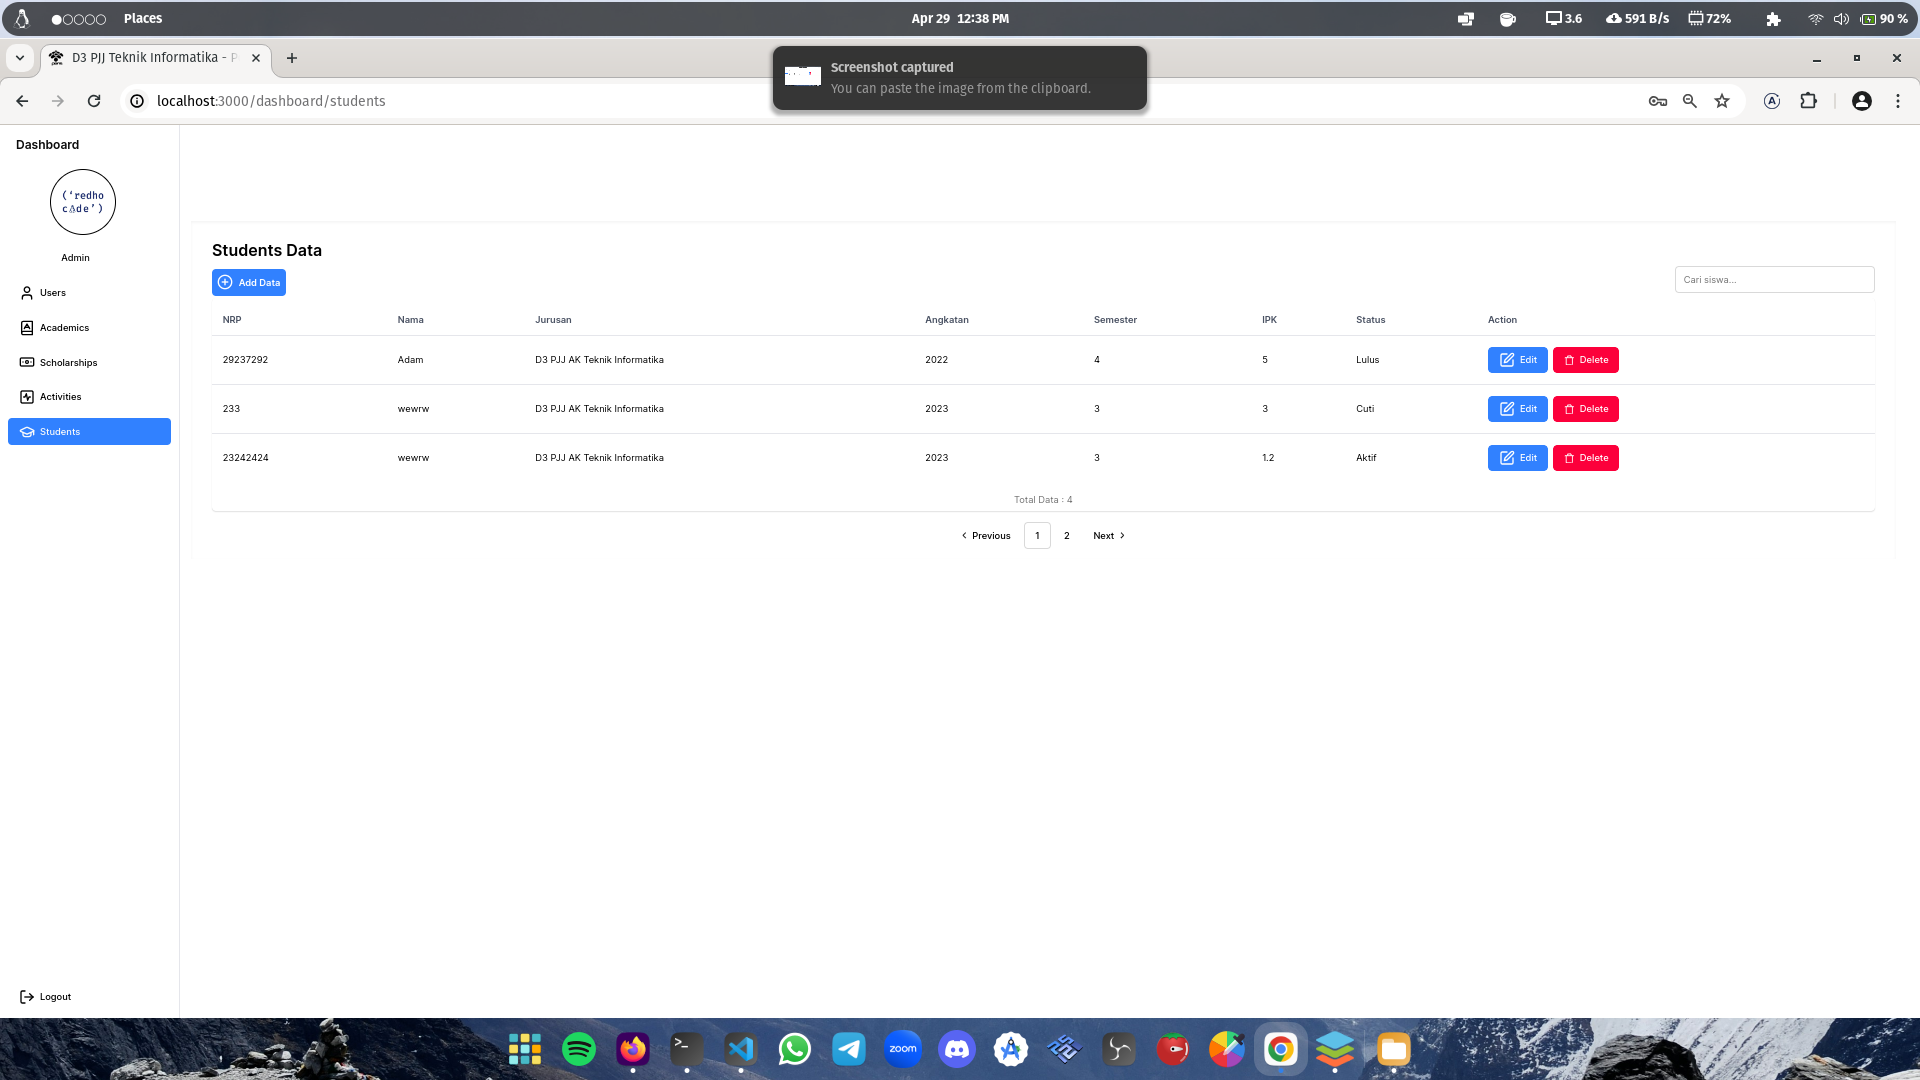 Places
Apr 29 12:38 PM
3.6
591 B/s
72%
90 %
D3 PJJ Teknik Informatika - P
Screenshot captured
You can paste the image from the clipboard.
localhost:3000/dashboard/students
Dashboard
('redho
code')
Admin
Users
Academics
Scholarships
Activities
Students
Logout
Students Data
Add Data
Cari siswa...
NRP Nama Jurusan Angkatan Semester IPK Status Action
29237292 Adam D3 PJJ AK Teknik Informatika 2022 4 5 Lulus Edit Delete
233 wewrw D3 PJJ AK Teknik Informatika 2023 3 3 Cuti Edit Delete
23242424 wewrw D3 PJJ AK Teknik Informatika 2023 3 1.2 Aktif Edit Delete
Total Data : 4
Previous 1 2 Next
zoom